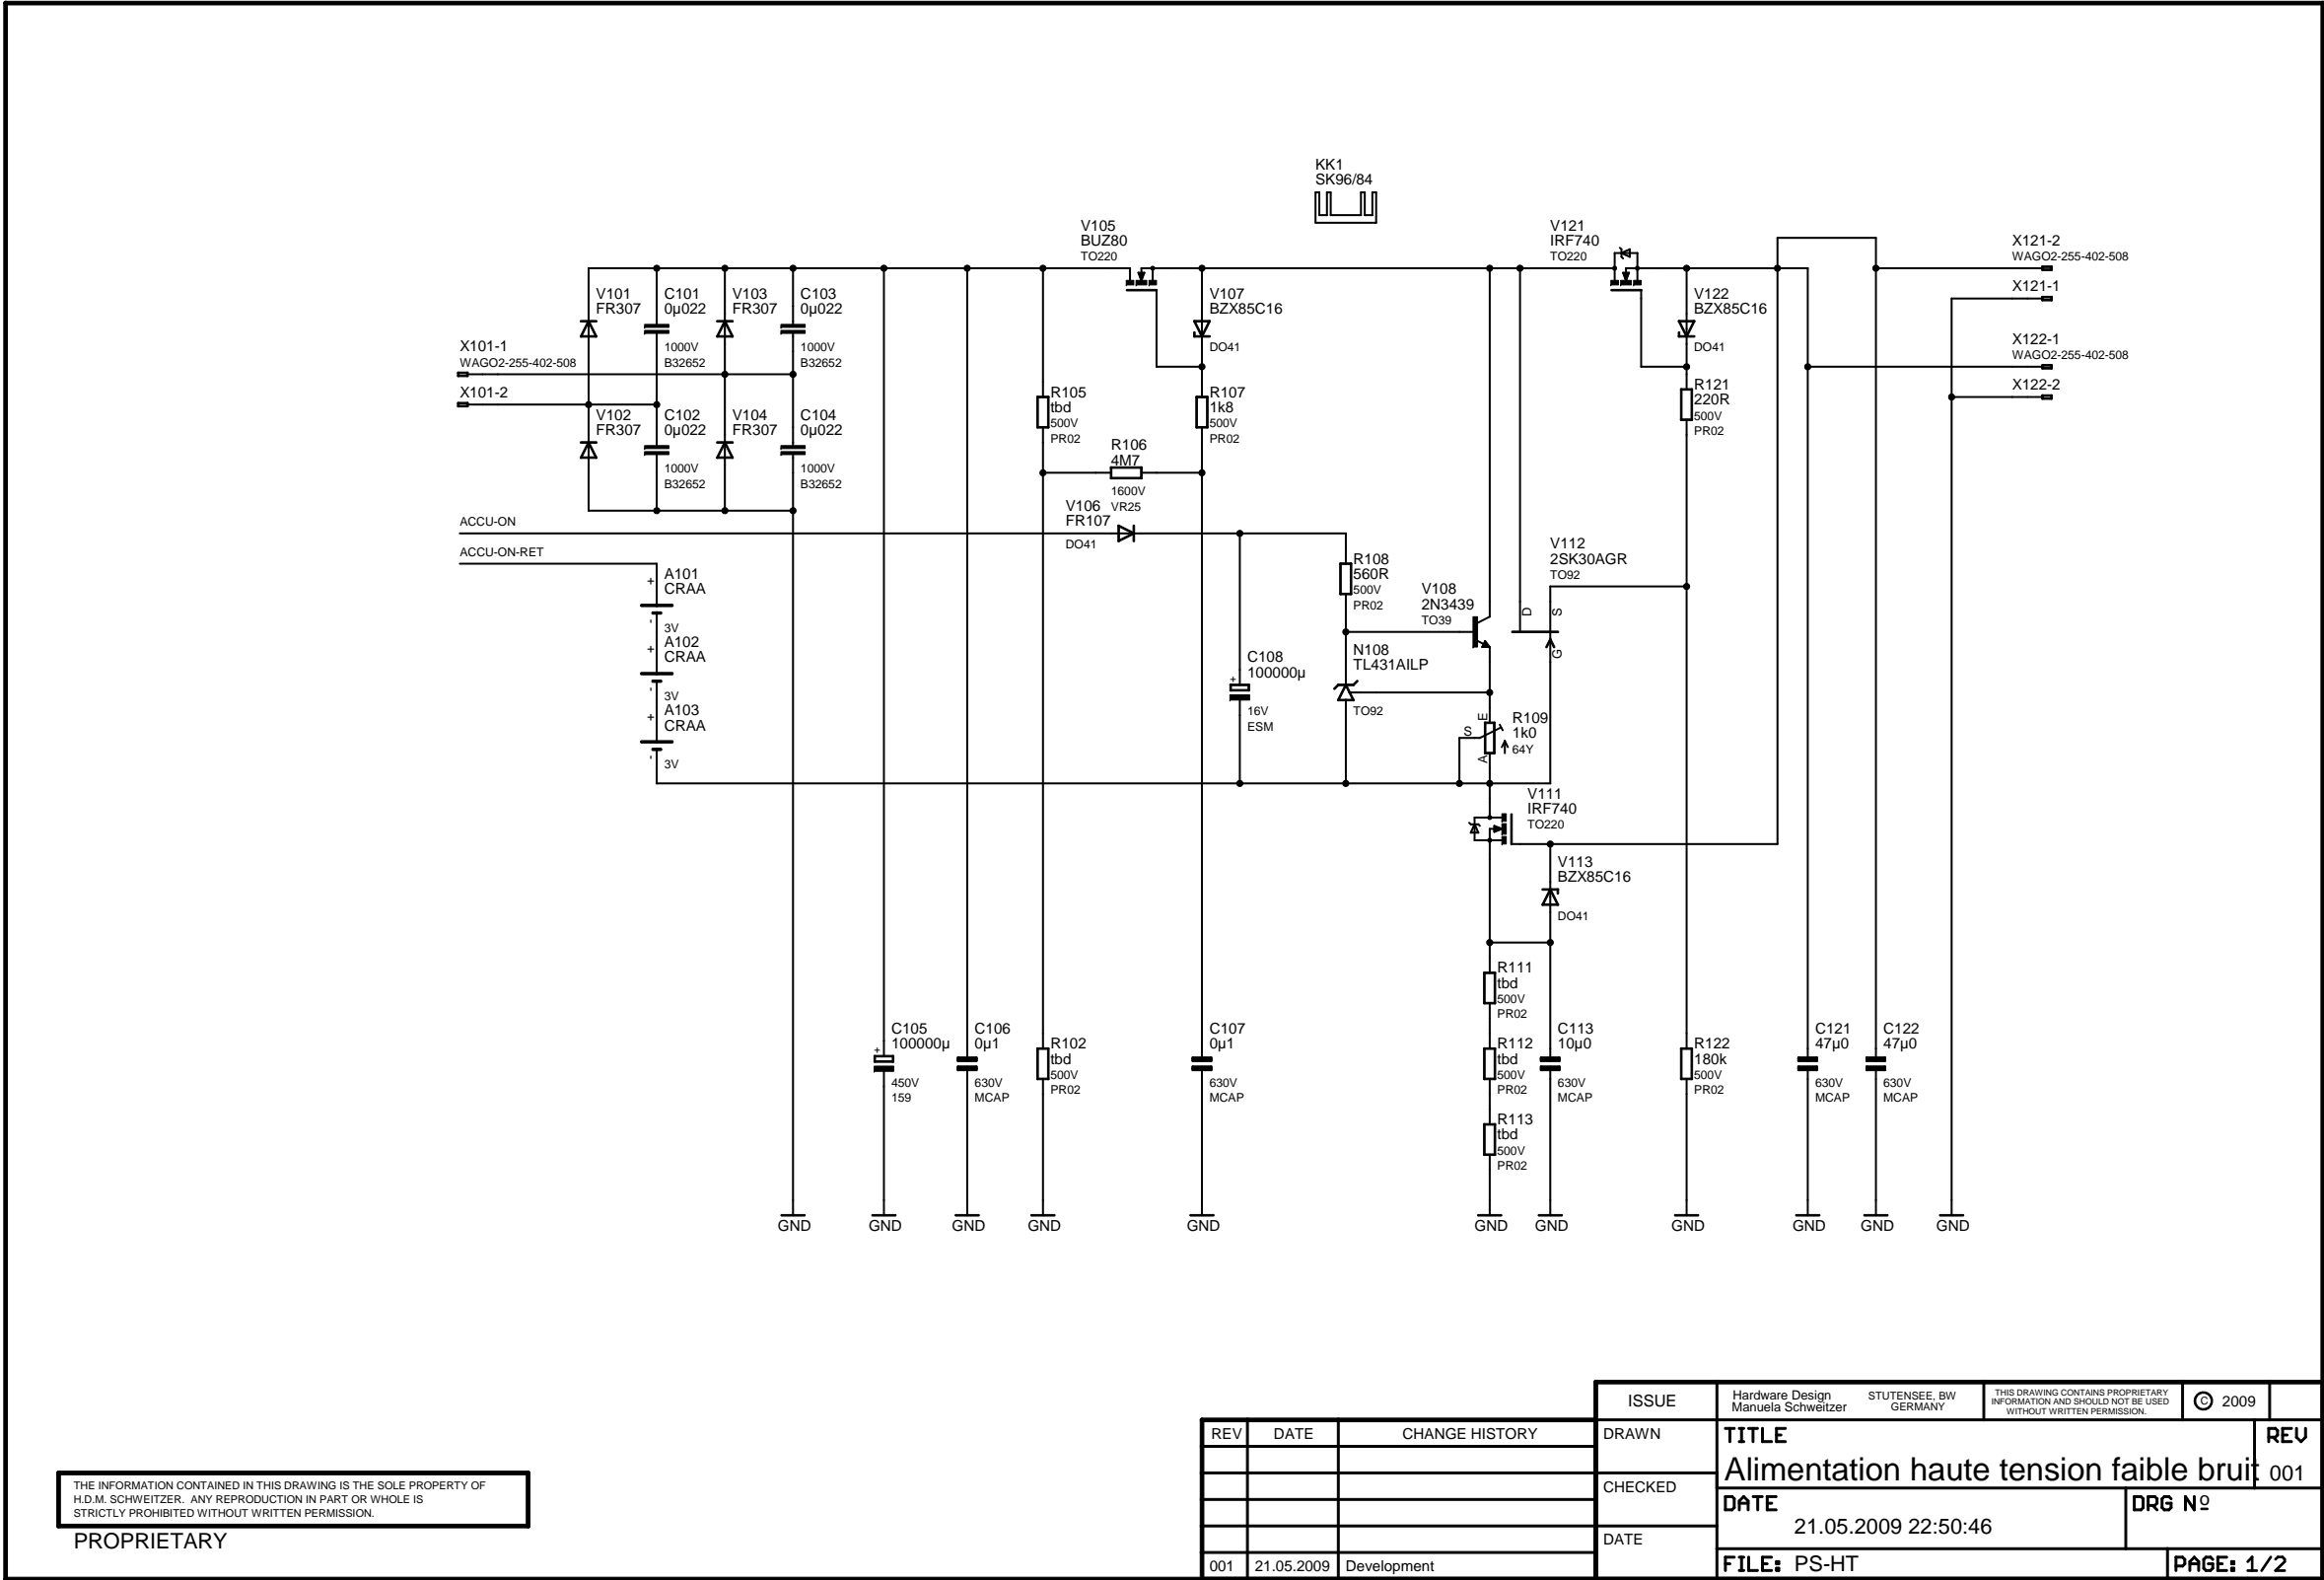 KK1
SK96/84
V105
BUZ80
TO220
V121
IRF740
TO220
X121-2
WAGO2-255-402-508
X121-1
X122-1
WAGO2-255-402-508
X122-2
V101
FR307
C101
0µ022
1000V
B32652
V103
FR307
C103
0µ022
1000V
B32652
V107
BZX85C16
DO41
V122
BZX85C16
DO41
X101-1
WAGO2-255-402-508
X101-2
V102
FR307
C102
0µ022
1000V
B32652
V104
FR307
C104
0µ022
1000V
B32652
R105
tbd
500V
PR02
R107
1k8
500V
PR02
R106
4M7
1600V
VR25
R121
220R
500V
PR02
V106
FR107
DO41
ACCU-ON
ACCU-ON-RET
+
A101
CRAA
-
3V
+
A102
CRAA
-
3V
+
A103
CRAA
-
3V
R108
560R
500V
PR02
V108
2N3439
TO39
V112
2SK30AGR
TO92
D
S
G
C108
100000µ
+
16V
ESM
N108
TL431AILP
TO92
R109
1k0
64Y
E
S
A
V111
IRF740
TO220
V113
BZX85C16
DO41
R111
tbd
500V
PR02
C105
100000µ
+
450V
159
C106
0µ1
630V
MCAP
R102
tbd
500V
PR02
C107
0µ1
630V
MCAP
R112
tbd
500V
PR02
C113
10µ0
630V
MCAP
R122
180k
500V
PR02
C121
47µ0
630V
MCAP
C122
47µ0
630V
MCAP
R113
tbd
500V
PR02
GND
GND
GND
GND
GND
GND
GND
GND
GND
GND
GND
THE INFORMATION CONTAINED IN THIS DRAWING IS THE SOLE PROPERTY OF
H.D.M. SCHWEITZER. ANY REPRODUCTION IN PART OR WHOLE IS
STRICTLY PROHIBITED WITHOUT WRITTEN PERMISSION.
PROPRIETARY
REV DATE CHANGE HISTORY
001 21.05.2009 Development
ISSUE
DRAWN
CHECKED
DATE
Hardware Design
Manuela Schweitzer
STUTENSEE, BW
GERMANY
THIS DRAWING CONTAINS PROPRIETARY
INFORMATION AND SHOULD NOT BE USED
WITHOUT WRITTEN PERMISSION.
© 2009
TITLE
Alimentation haute tension faible bruit
REV
001
DATE
21.05.2009 22:50:46
DRG Nº
FILE: PS-HT
PAGE: 1/2